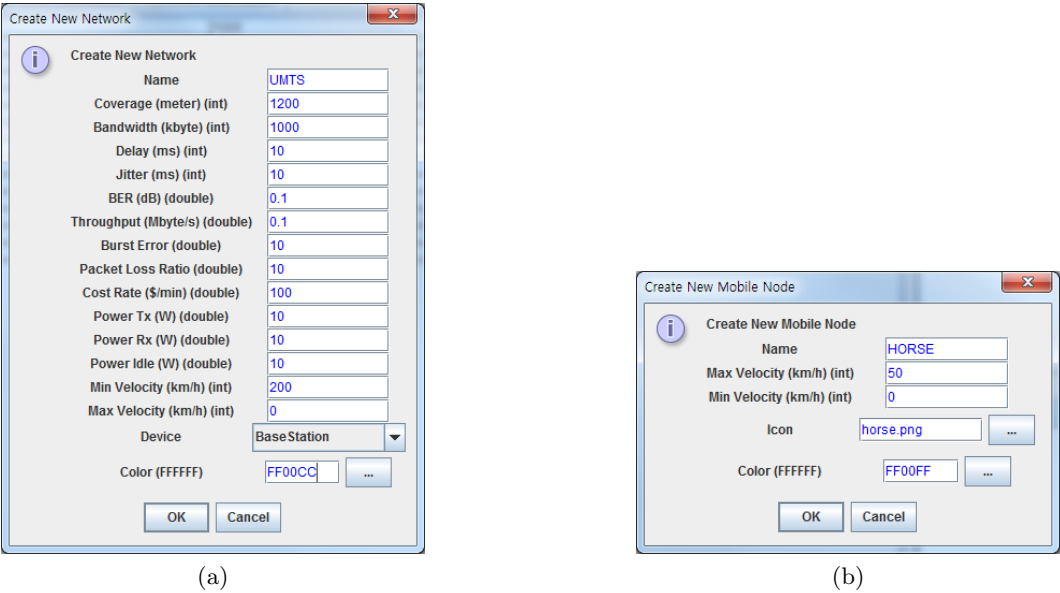 Create New Network
x
i
Create New Network
Name UMTS
Coverage (meter) (int) 1200
Bandwidth (kbyte) (int) 1000
Delay (ms) (int) 10
Jitter (ms) (int) 10
BER (dB) (double) 0.1
Throughput (Mbyte/s) (double) 0.1
Burst Error (double) 10
Packet Loss Ratio (double) 10
Cost Rate ($/min) (double) 100
Power Tx (W) (double) 10
Power Rx (W) (double) 10
Power Idle (W) (double) 10
Min Velocity (km/h) (int) 200
Max Velocity (km/h) (int) 0
Device BaseStation
Color (FFFFFF) FF00CC ...
OK Cancel
(a)
Create New Mobile Node
x
i
Create New Mobile Node
Name HORSE
Max Velocity (km/h) (int) 50
Min Velocity (km/h) (int) 0
Icon horse.png ...
Color (FFFFFF) FF00FF ...
OK Cancel
(b)